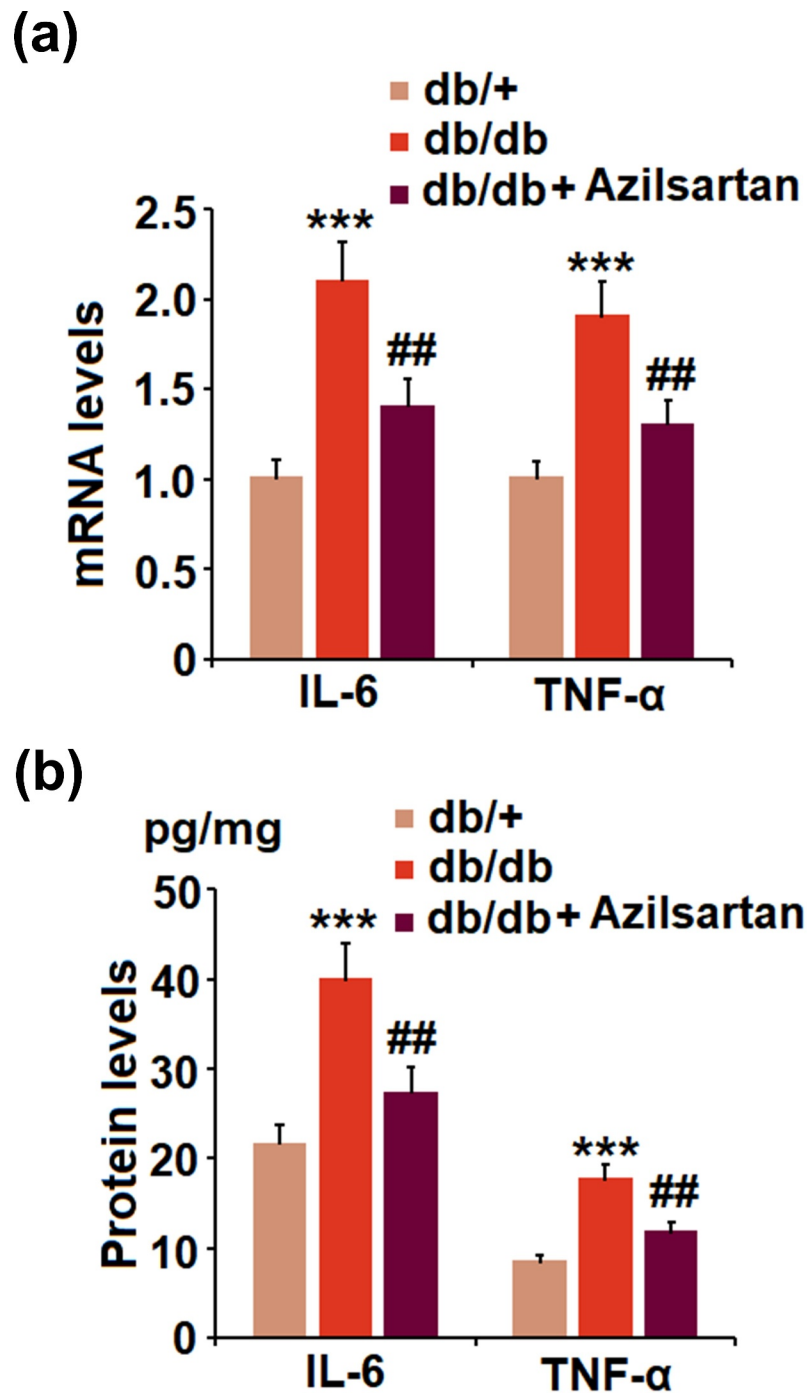 (a)
db/+
db/db
db/db + Azilsartan
mRNA levels
2.5
2.0
1.5
1.0
0.5
0
***
##
***
##
IL-6 TNF-α
(b)
pg/mg
db/+
db/db
db/db + Azilsartan
Protein levels
50
40
30
20
10
0
***
##
***
##
IL-6 TNF-α